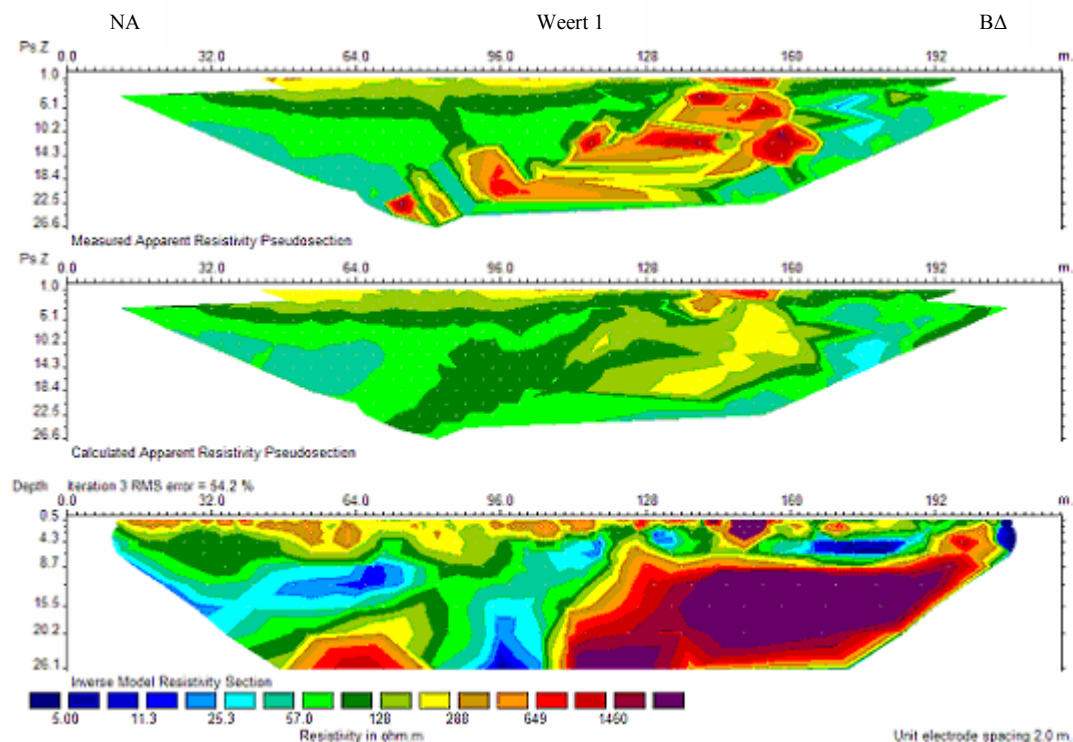 NA Weert 1 ΒΔ
Ps.Z 0.0 32.0 64.0 96.0 128 160 192 m.
1.0
5.1
10.2
14.3
18.4
22.5
26.6
Measured Apparent Resistivity Pseudosection
Ps.Z 0.0 32.0 64.0 96.0 128 160 192 m.
1.0
5.1
10.2
14.3
18.4
22.5
26.6
Calculated Apparent Resistivity Pseudosection
Depth Iteration 3 RMS error = 54.2 %
0.0 32.0 64.0 96.0 128 160 192 m.
0.5
4.3
8.7
15.5
20.2
26.1
Inverse Model Resistivity Section
5.00 11.3 25.3 57.0 128 288 649 1460
Resistivity in ohm.m Unit electrode spacing 2.0 m.